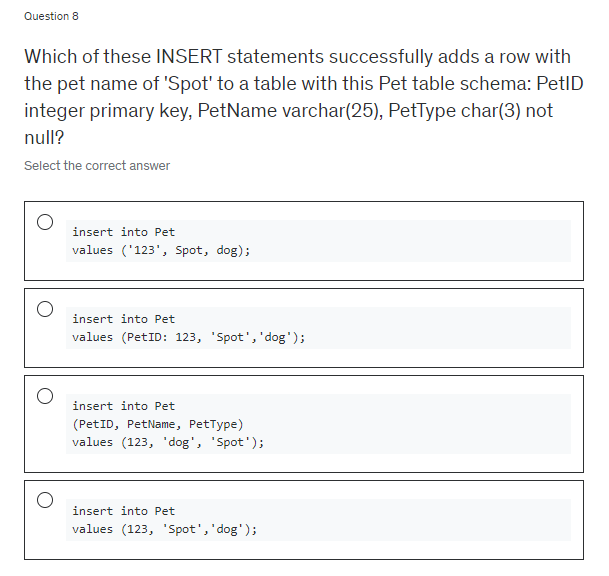 Question 8
Which of these INSERT statements successfully adds a row with
the pet name of 'Spot' to a table with this Pet table schema: PetID
integer primary key, PetName varchar(25), PetType char(3) not
null?
Select the correct answer
insert into Pet
values ('123', Spot, dog);
insert into Pet
values (PetID: 123, 'Spot','dog');
insert into Pet
(PetID, PetName, PetType)
values (123, 'dog', 'Spot');
insert into Pet
values (123, 'Spot','dog');